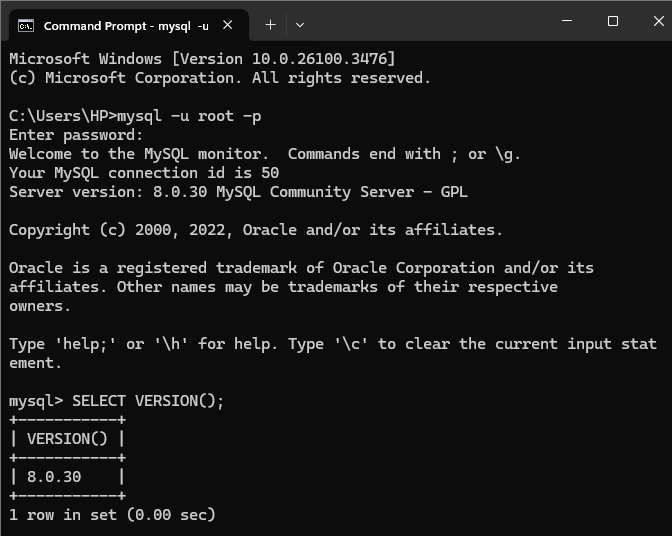 Command Prompt - mysql -u
Microsoft Windows [Version 10.0.26100.3476]
(c) Microsoft Corporation. All rights reserved.
C:\Users\HP>mysql -u root -p
Enter password:
Welcome to the MySQL monitor.  Commands end with ; or \g.
Your MySQL connection id is 50
Server version: 8.0.30 MySQL Community Server - GPL
Copyright (c) 2000, 2022, Oracle and/or its affiliates.
Oracle is a registered trademark of Oracle Corporation and/or its
affiliates. Other names may be trademarks of their respective
owners.
Type 'help;' or '\h' for help. Type '\c' to clear the current input stat
ement.
mysql> SELECT VERSION();
+-----------+
| VERSION() |
+-----------+
| 8.0.30    |
+-----------+
1 row in set (0.00 sec)